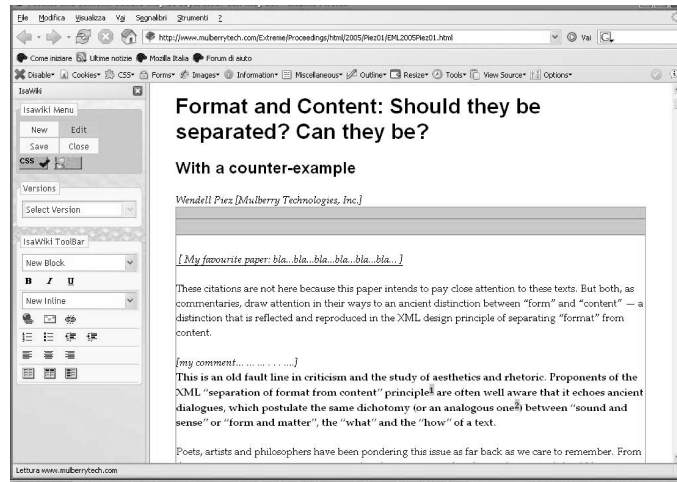 File Modifica Visualizza Vai Segnalibri Strumenti ?
http://www.mulberrytech.com/Extreme/Proceedings/html/2005/Piez01/EML2005Piez01.html Vai
Come iniziare Ultime notizie Mozilla Italia Forum di aiuto
Disable Cookies CSS Forms Images Information Miscellaneous Outline Resize Tools View Source Options
IsaWiki
IsaWiki Menu
New Edit
Save Close
CSS
Versions
Select Version
IsaWiki ToolBar
New Block
B I U
New Inline
Format and Content: Should they be
separated? Can they be?
With a counter-example
Wendell Piez [Mulberry Technologies, Inc.]
[ My favourite paper: bla...bla...bla...bla...bla...bla... ]
These citations are not here because this paper intends to pay close attention to these texts. But both, as
commentaries, draw attention in their ways to an ancient distinction between “form” and “content” — a
distinction that is reflected and reproduced in the XML design principle of separating “format” from
content.
[my comment... ... ... . . . ....]
This is an old fault line in criticism and the study of aesthetics and rhetoric. Proponents of the
XML “separation of format from content” principle1 are often well aware that it echoes ancient
dialogues, which postulate the same dichotomy (or an analogous one2) between “sound and
sense” or “form and matter”, the “what” and the “how” of a text.
Poets, artists and philosophers have been pondering this issue as far back as we care to remember. From
Lettura www.mulberrytech.com